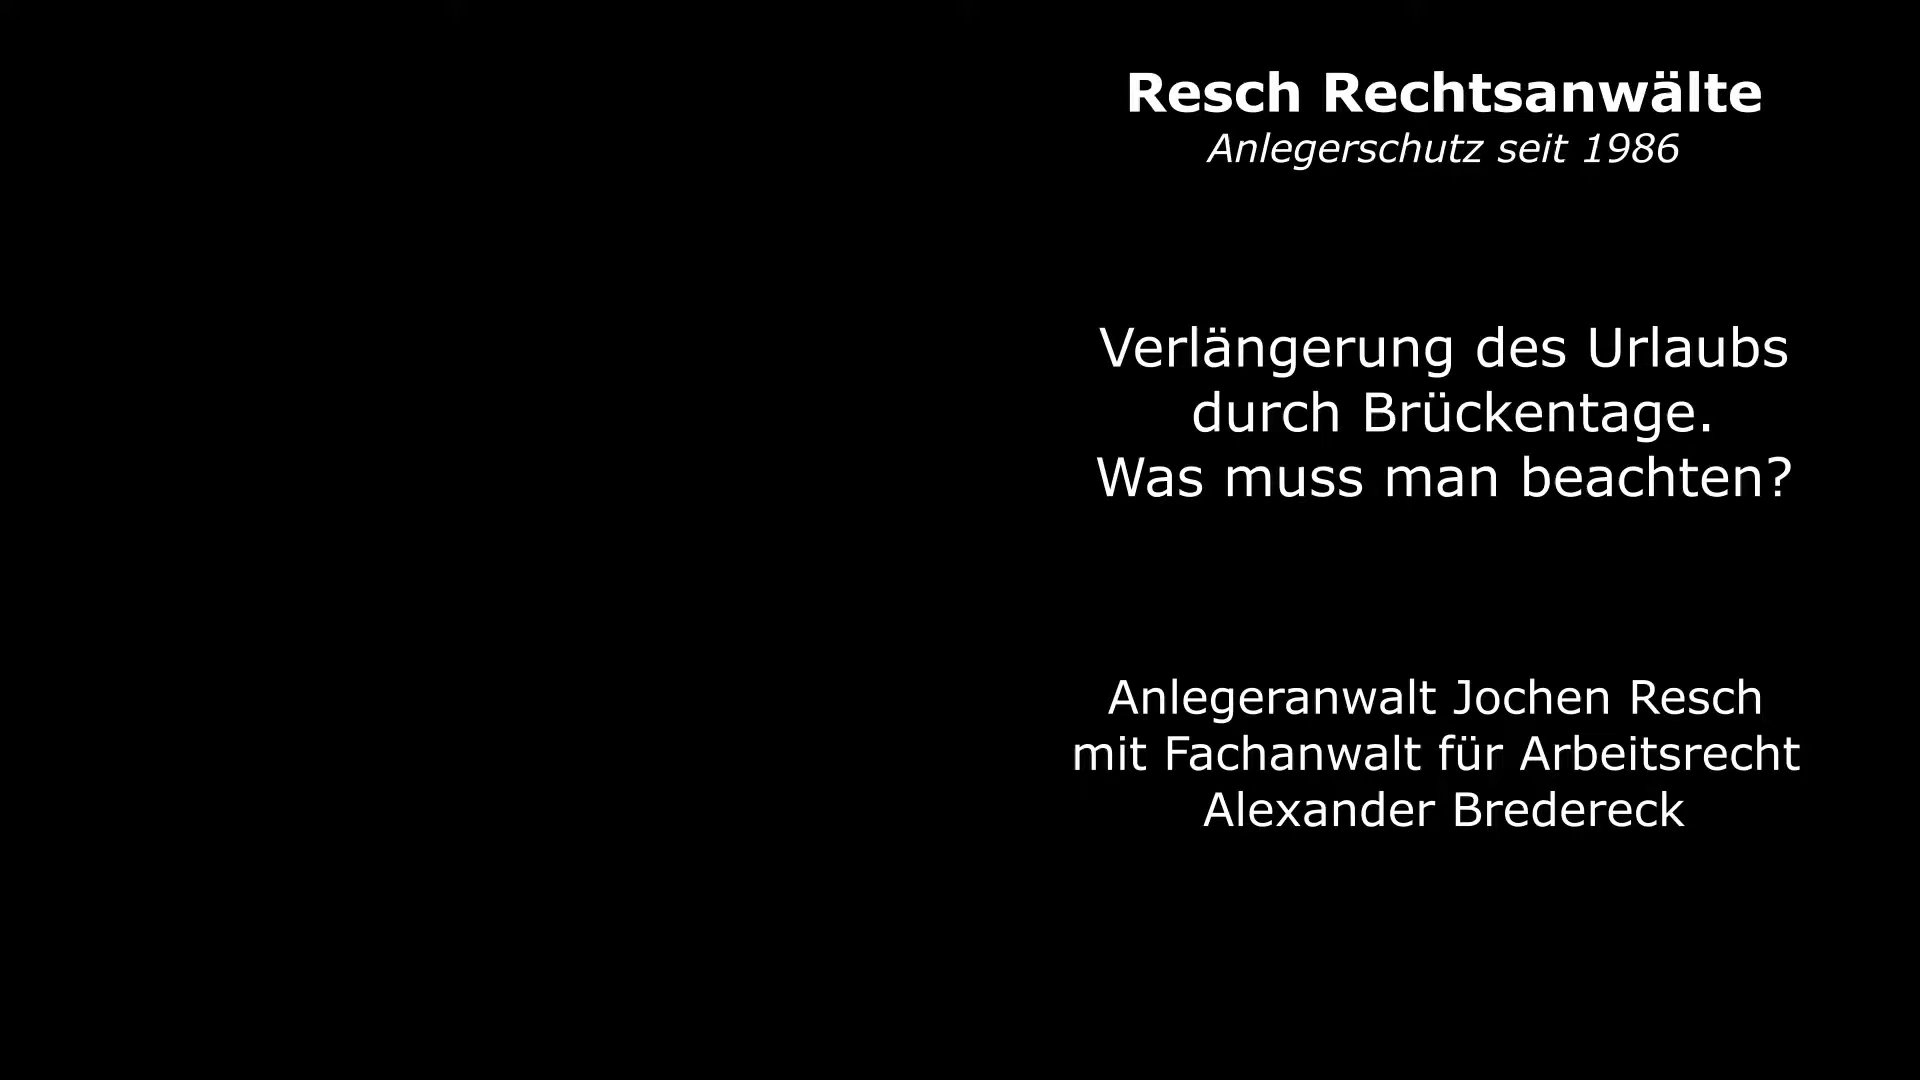 Resch Rechtsanwälte
Anlegerschutz seit 1986
Verlängerung des Urlaubs
durch Brückentage.
Was muss man beachten?
Anlegeranwalt Jochen Resch
mit Fachanwalt für Arbeitsrecht
Alexander Bredereck